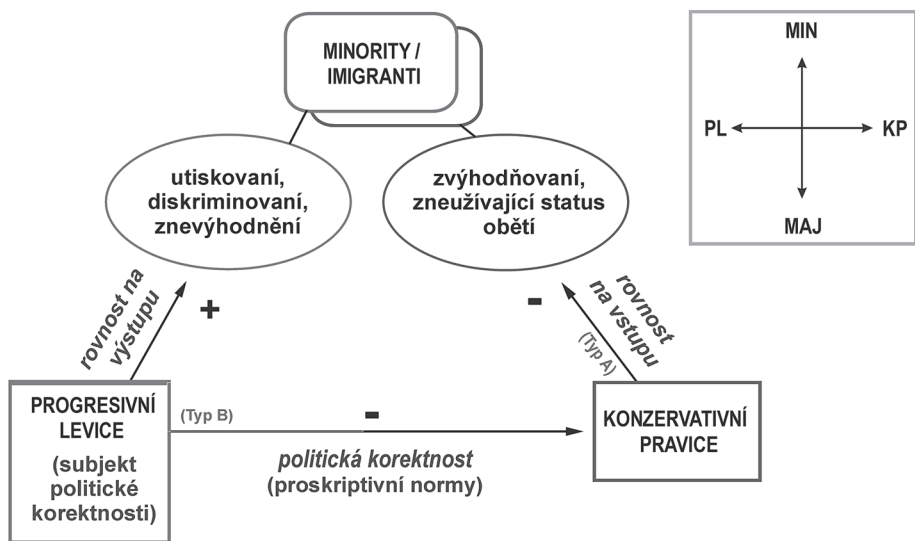 MINORITY /
IMIGRANTI
MIN
PL
KP
MAJ
utiskovaní,
diskriminovaní,
znevýhodnění
zvýhodňovaní,
zneužívající status
obětí
rovnost na
výstupu
+
-
rovnost
na vstupu
(Typ A)
PROGRESIVNÍ
LEVICE
(subjekt
politické
korektnosti)
(Typ B)
-
politická korektnost
(proskriptivní normy)
KONZERVATIVNÍ
PRAVICE